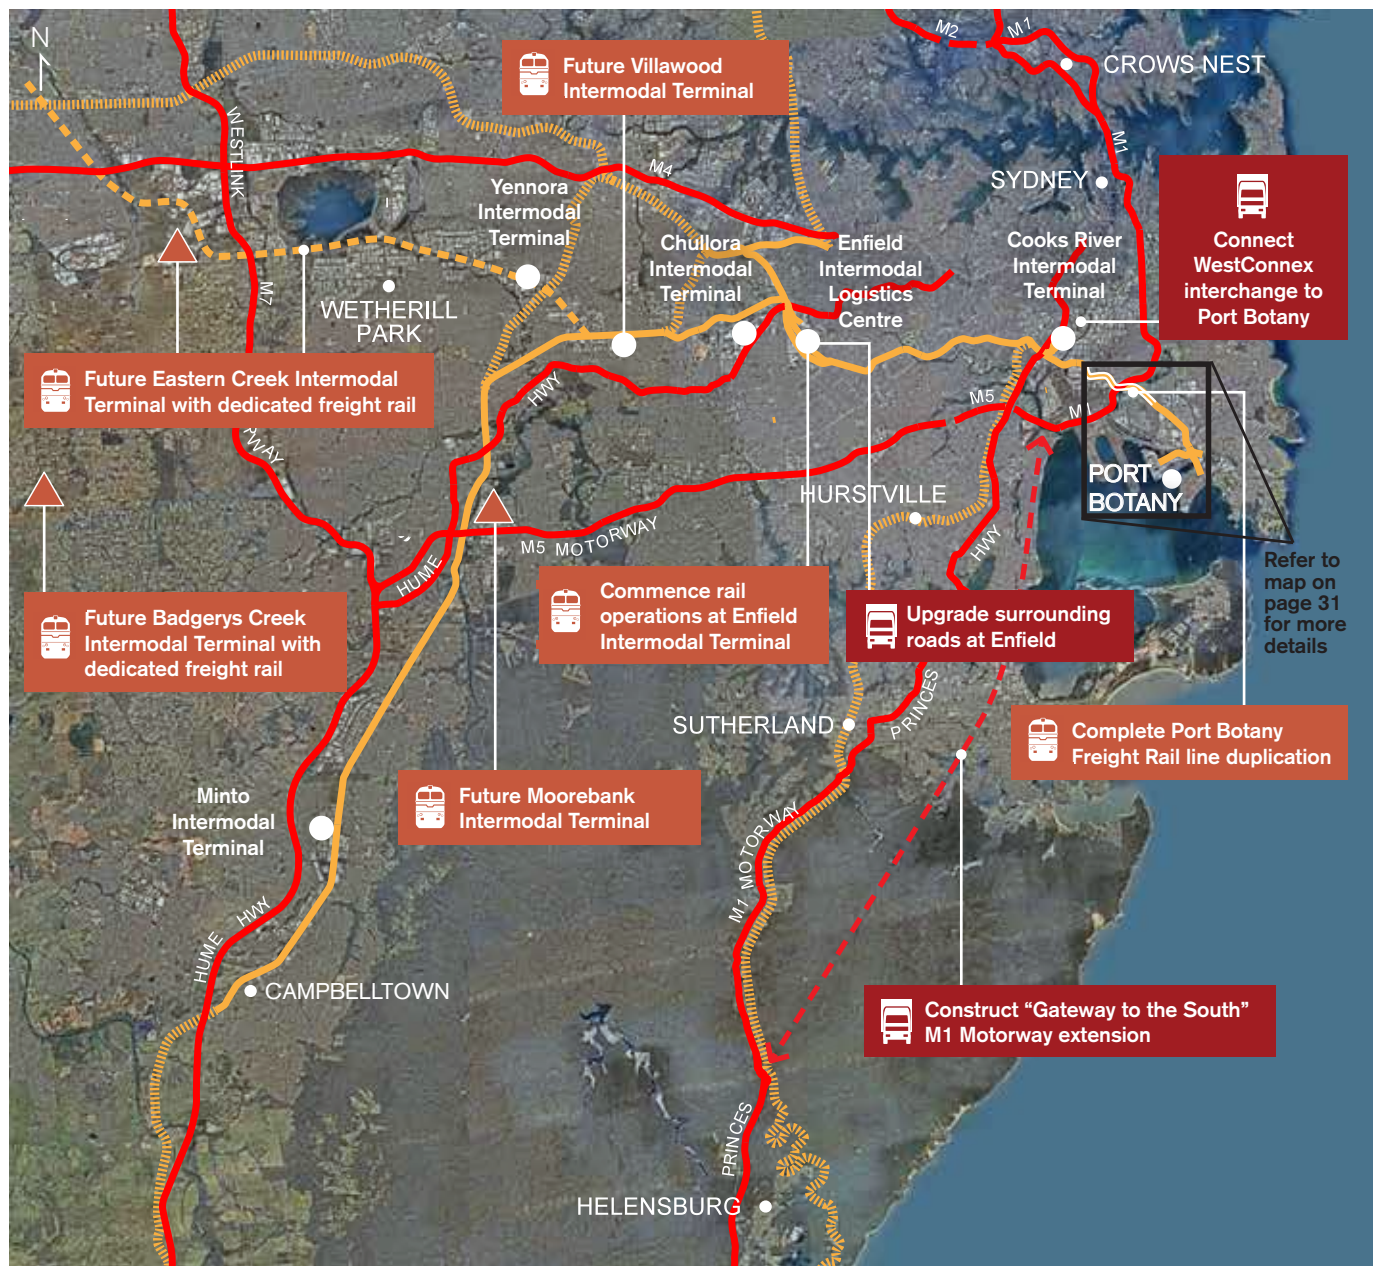 N
M2
M1
CROWS NEST
Future Villawood
Intermodal Terminal
WESTLINK
M4
M1
SYDNEY
Yennora
Intermodal
Terminal
Chullora
Intermodal
Terminal
Enfield
Intermodal
Logistics
Centre
Cooks River
Intermodal
Terminal
Connect
WestConnex
interchange to
Port Botany
M7
WETHERILL
PARK
Future Eastern Creek Intermodal
Terminal with dedicated freight rail
HWY
M5
M1
WAY
PORT
BOTANY
HURSTVILLE
M5 MOTORWAY
HUME
HWY
Refer to
map on
page 31
for more
details
Future Badgerys Creek
Intermodal Terminal with
dedicated freight rail
Commence rail
operations at Enfield
Intermodal Terminal
Upgrade surrounding
roads at Enfield
PRINCES
SUTHERLAND
Complete Port Botany
Freight Rail line duplication
Future Moorebank
Intermodal Terminal
Minto
Intermodal
Terminal
M1 MOTORWAY
HUME HWY
CAMPBELLTOWN
Construct “Gateway to the South”
M1 Motorway extension
PRINCES
HELENSBURG